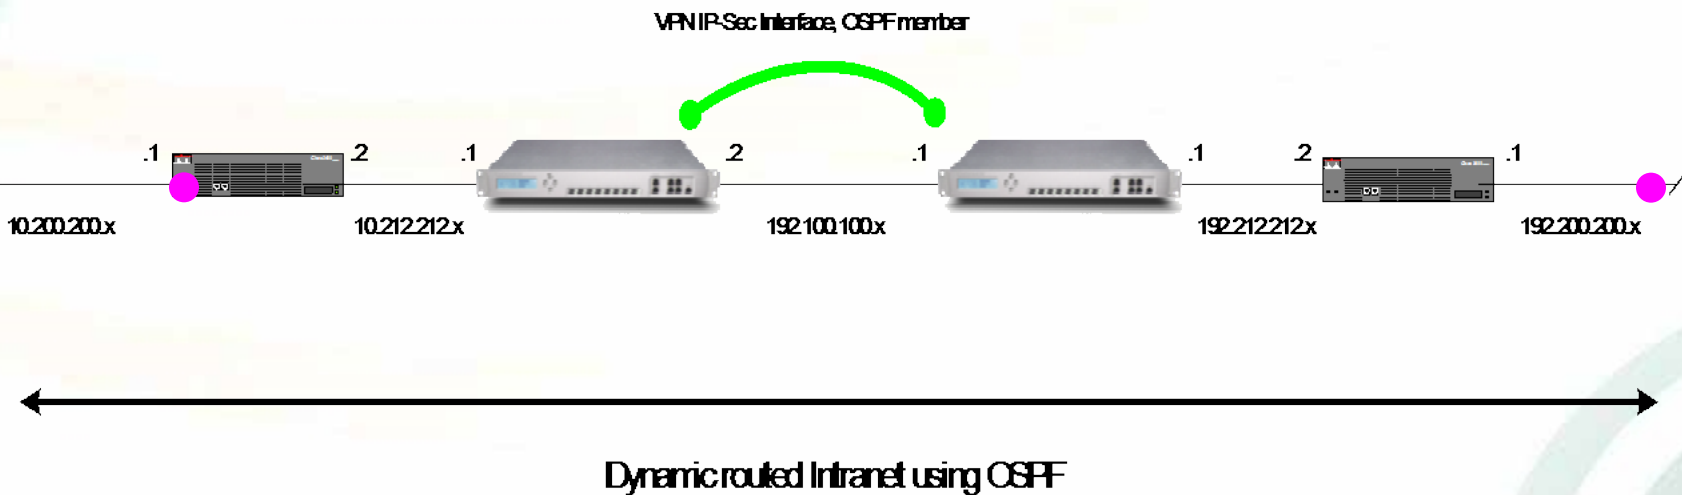 VPN IP-Sec Interface, OSPF member
.1
.2
.1
.2
.1
.1
.2
.1
10.200.200.x
10.212.212.x
192.100.100.x
192.212.212.x
192.200.200.x
Dynamic routed Intranet using OSPF